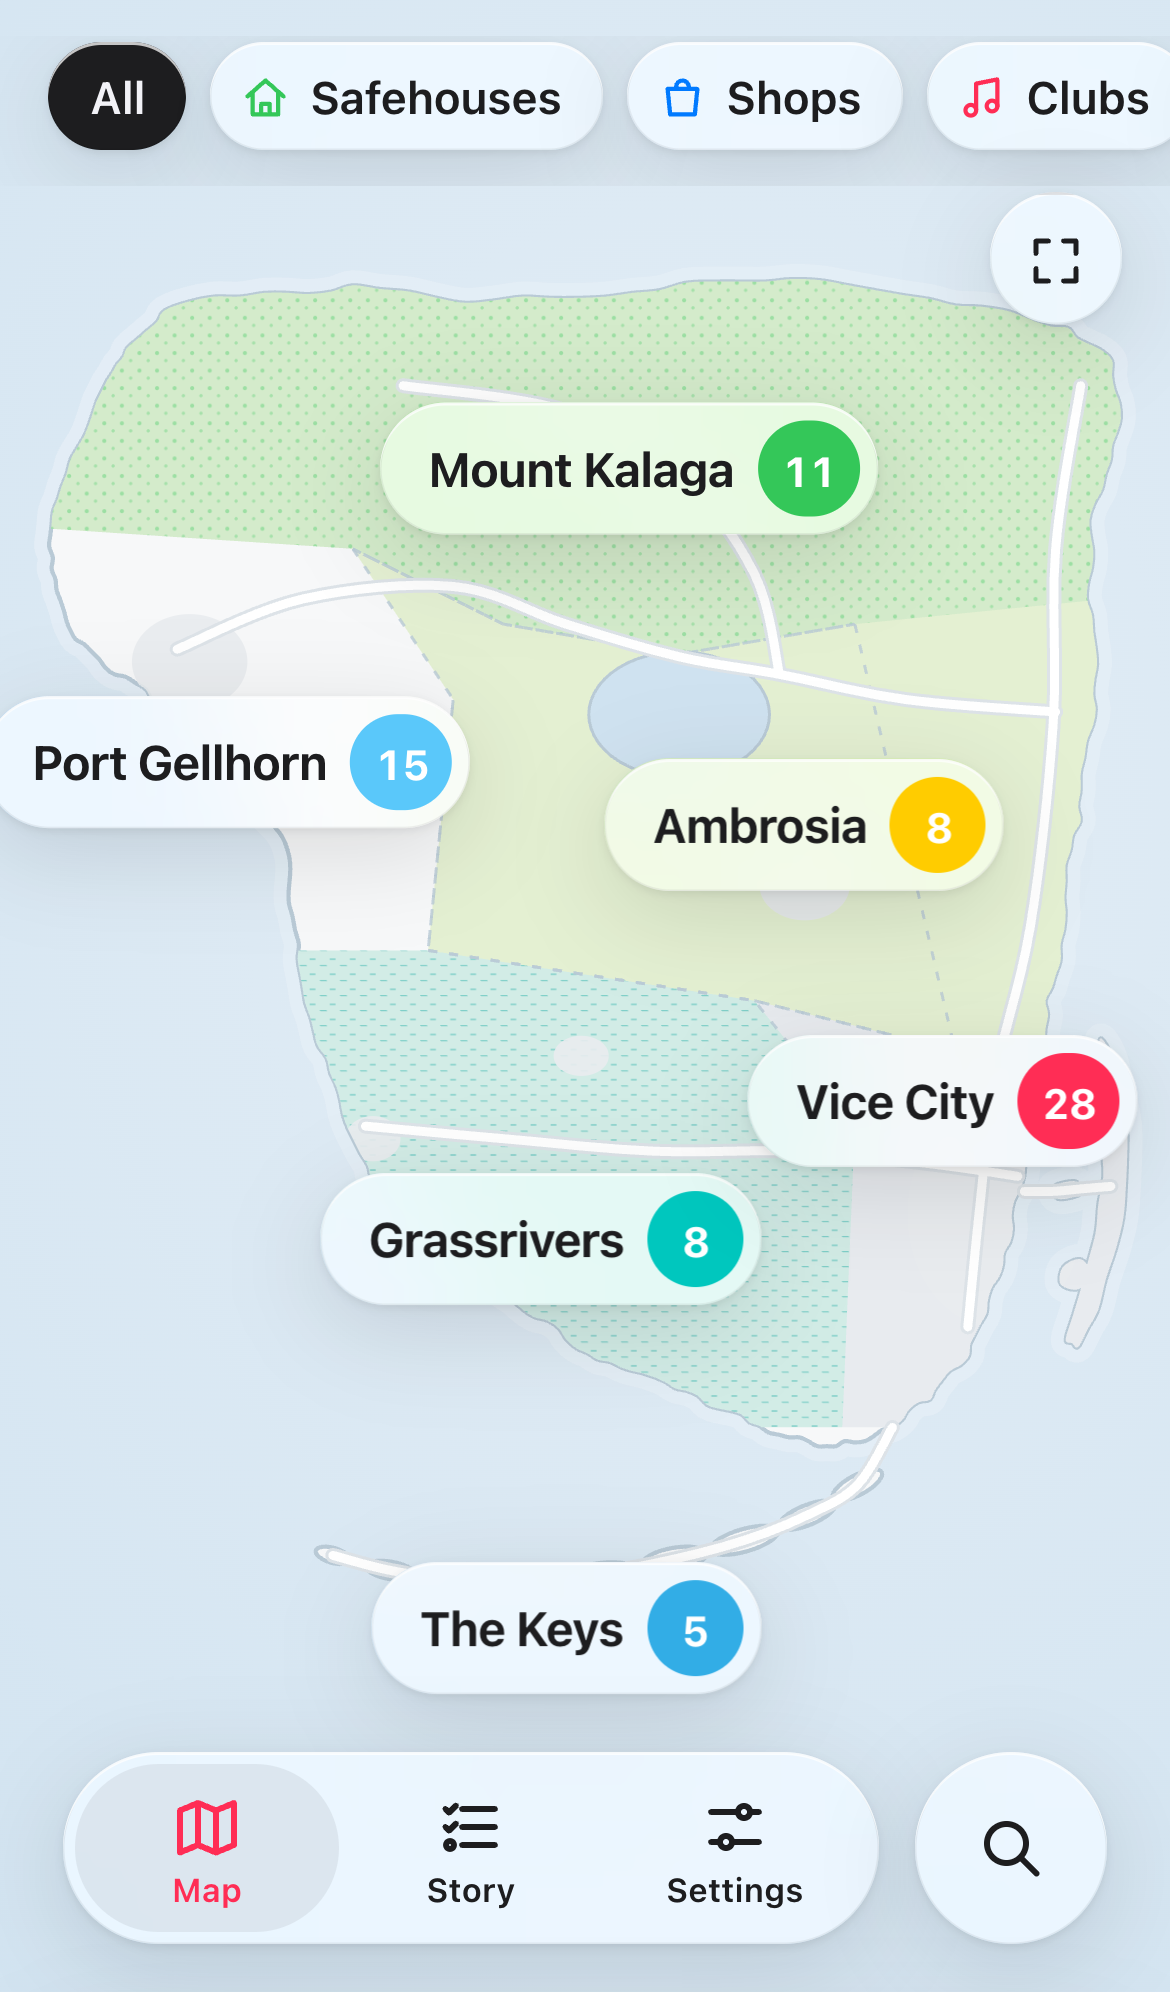 All
Safehouses
Shops
Clubs
Mount Kalaga 11
Port Gellhorn 15
Ambrosia 8
Vice City 28
Grassrivers 8
The Keys 5
Map
Story
Settings